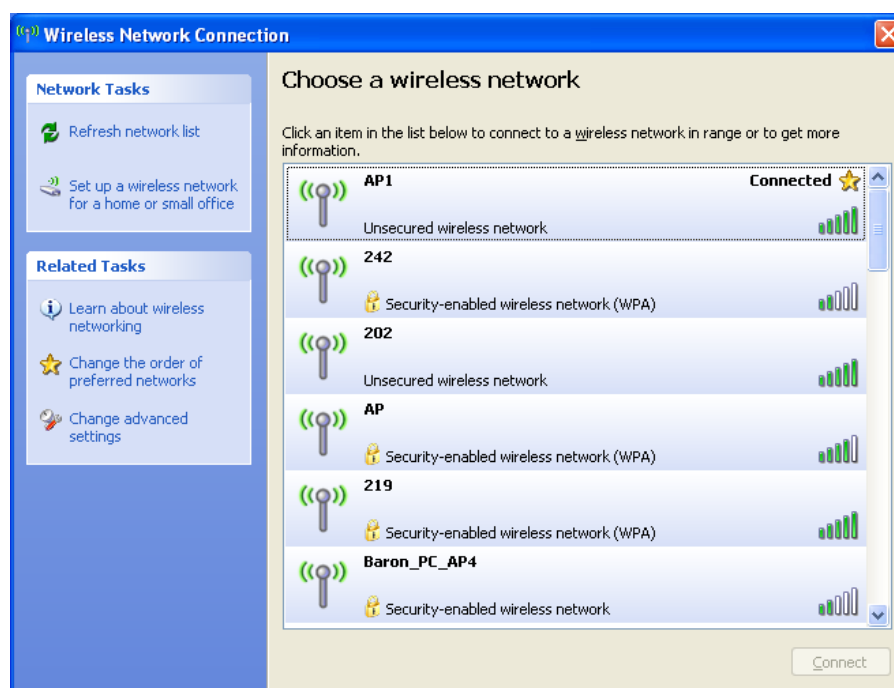 Wireless Network Connection
Network Tasks
Refresh network list
Set up a wireless network
for a home or small office
Related Tasks
Learn about wireless
networking
Change the order of
preferred networks
Change advanced
settings
Choose a wireless network
Click an item in the list below to connect to a wireless network in range or to get more
information.
AP1 Connected
Unsecured wireless network
242
Security-enabled wireless network (WPA)
202
Unsecured wireless network
AP
Security-enabled wireless network (WPA)
219
Security-enabled wireless network (WPA)
Baron_PC_AP4
Security-enabled wireless network
Connect